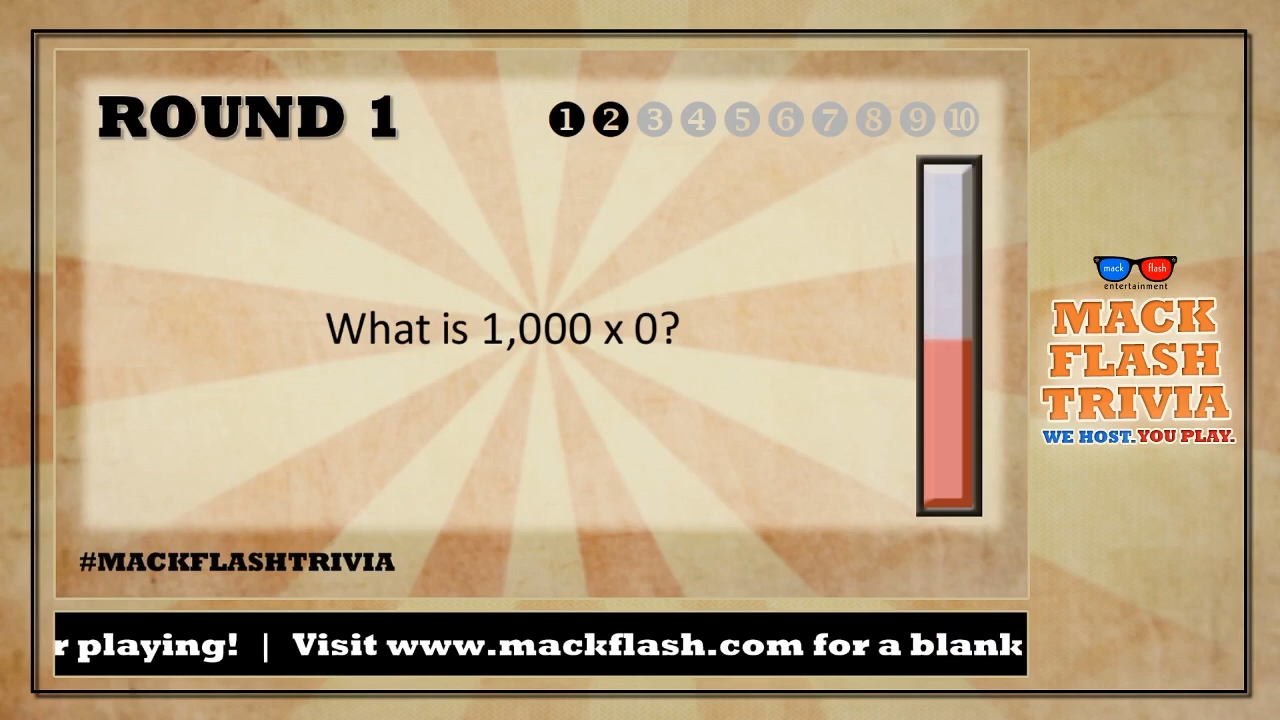 ROUND 1
1 2 3 4 5 6 7 8 9 10
What is 1,000 x 0?
mack flash
entertainment
MACK
FLASH
TRIVIA
WE HOST. YOU PLAY.
#MACKFLASHTRIVIA
r playing! | Visit www.mackflash.com for a blank